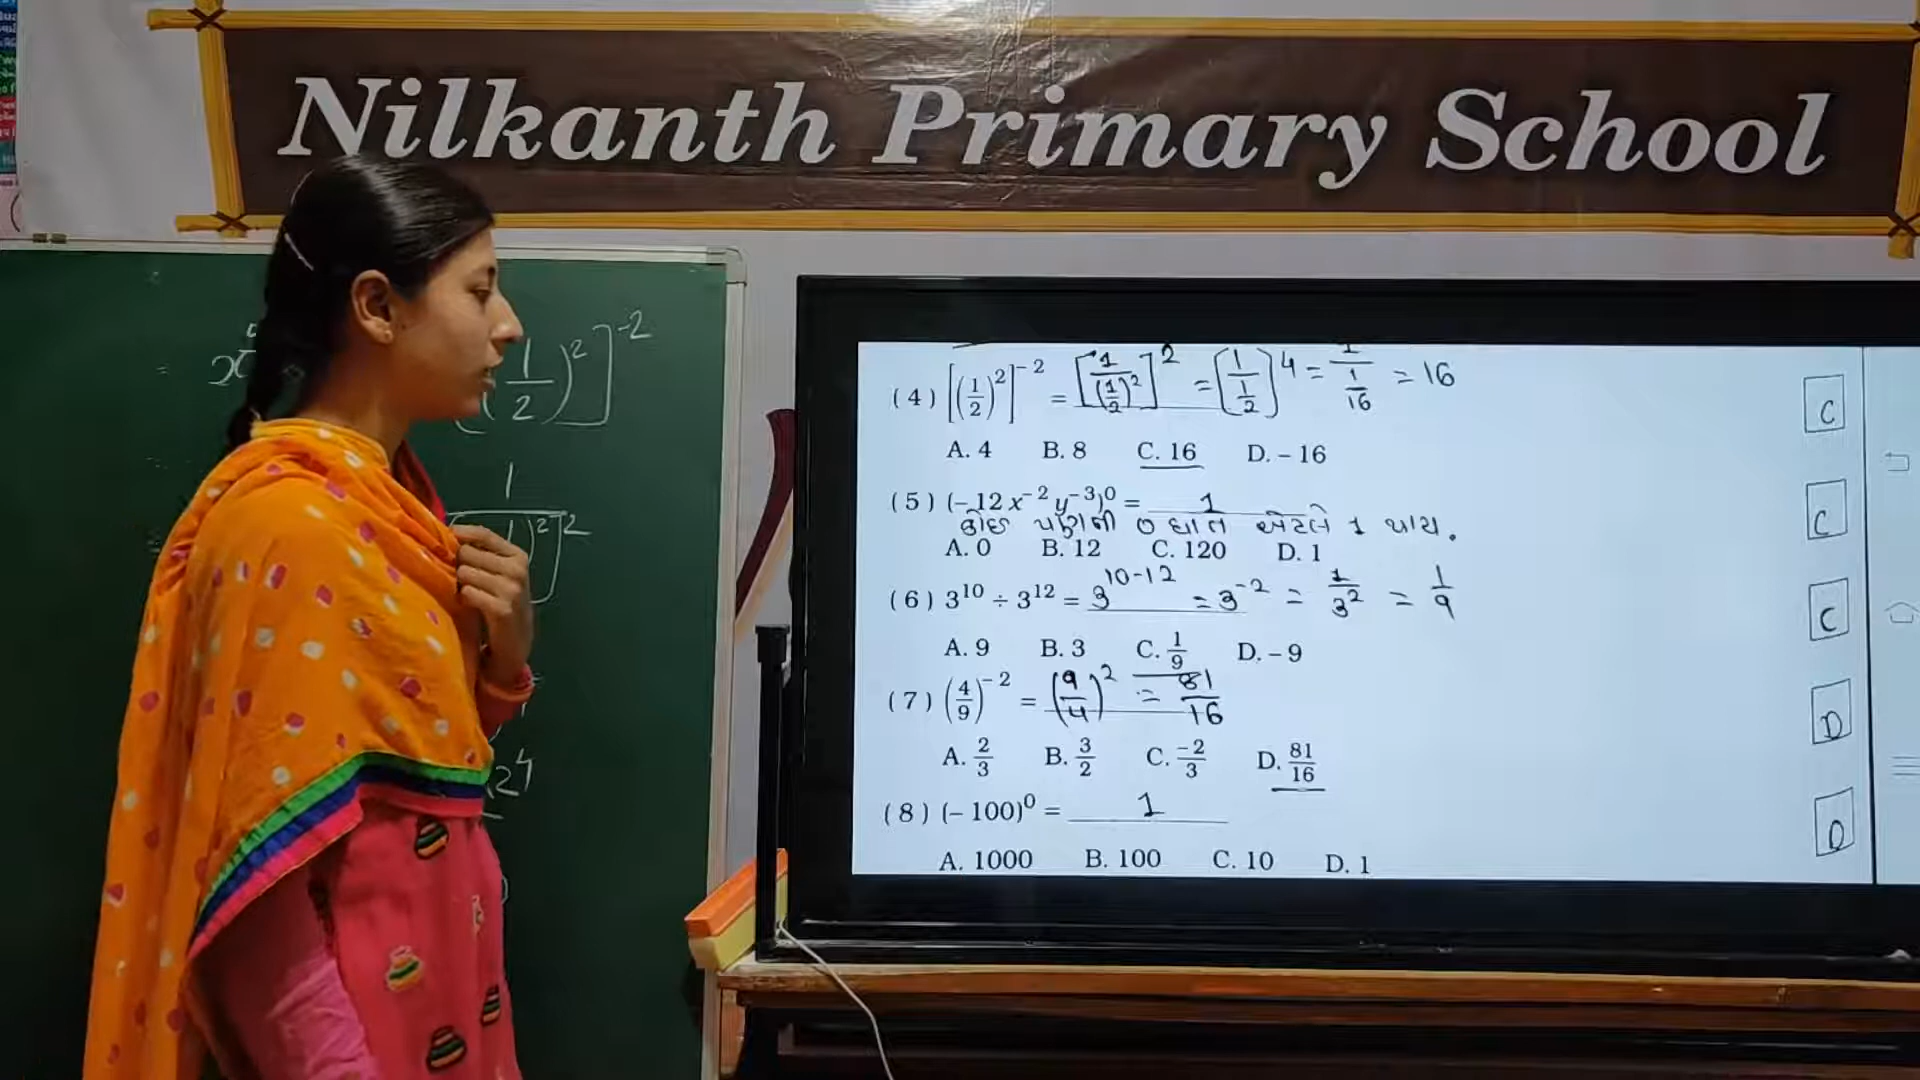 Nilkanth Primary School
(4) [(1/2)²]⁻² = [1/(1/2)²]² = [1/(1/2)]⁴ = 1/(1/16) = 16
C
A. 4 B. 8 C. 16 D. – 16
(5) (– 12 x⁻² y⁻³)⁰ = 1
C
કોઈ પણની 0 ઘાત એટલે 1 થાય.
A. 0 B. 12 C. 120 D. 1
(6) 3¹⁰ ÷ 3¹² = 3¹⁰⁻¹² = 3⁻² = 1/3² = 1/9
C
A. 9 B. 3 C. 1/9 D. – 9
(7) (4/9)⁻² = (9/4)² = 81/16
D
A. 2/3 B. 3/2 C. –2/3 D. 81/16
(8) (– 100)⁰ = 1
D
A. 1000 B. 100 C. 10 D. 1